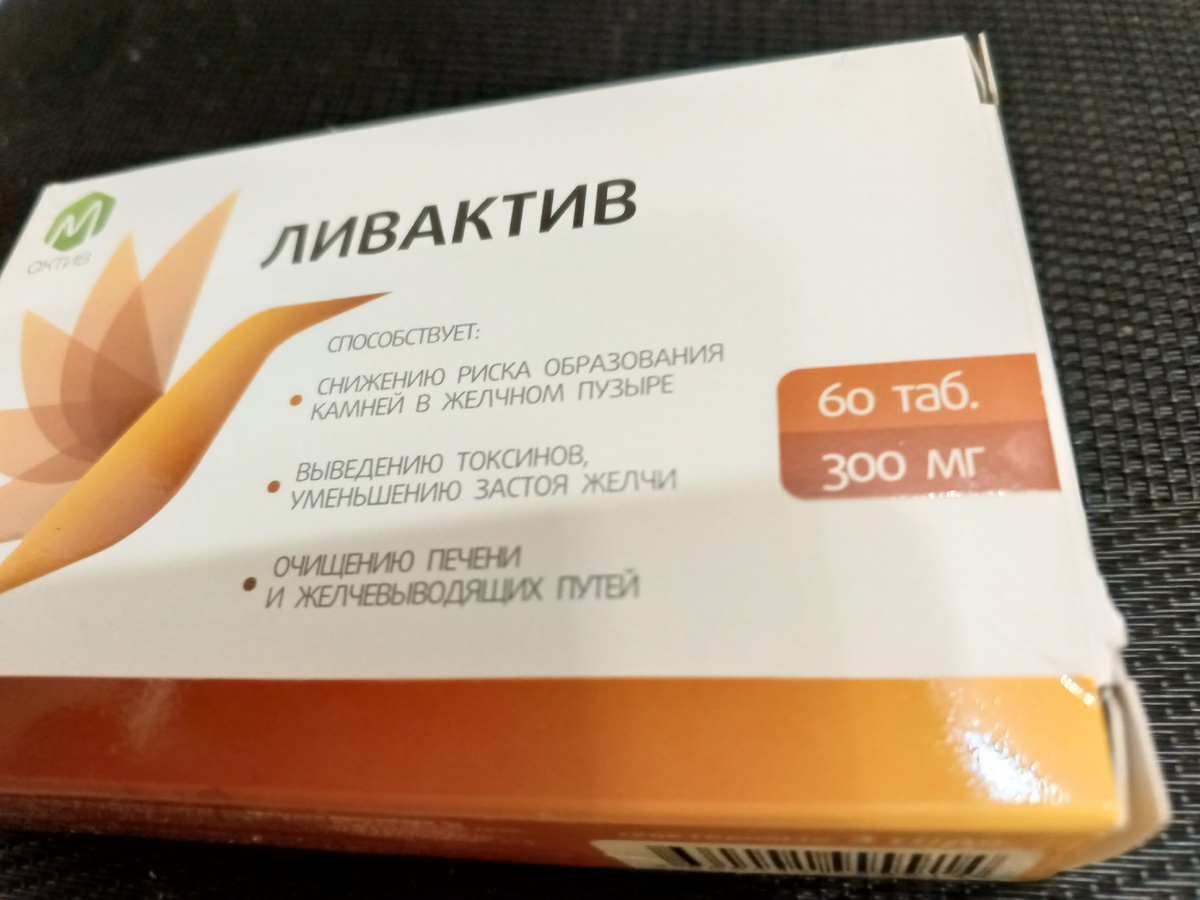 М
актив
ЛИВАКТИВ
СПОСОБСТВУЕТ:
• СНИЖЕНИЮ РИСКА ОБРАЗОВАНИЯ
КАМНЕЙ В ЖЕЛЧНОМ ПУЗЫРЕ
• ВЫВЕДЕНИЮ ТОКСИНОВ,
УМЕНЬШЕНИЮ ЗАСТОЯ ЖЕЛЧИ
• ОЧИЩЕНИЮ ПЕЧЕНИ
И ЖЕЛЧЕВЫВОДЯЩИХ ПУТЕЙ
60 таб.
300 мг